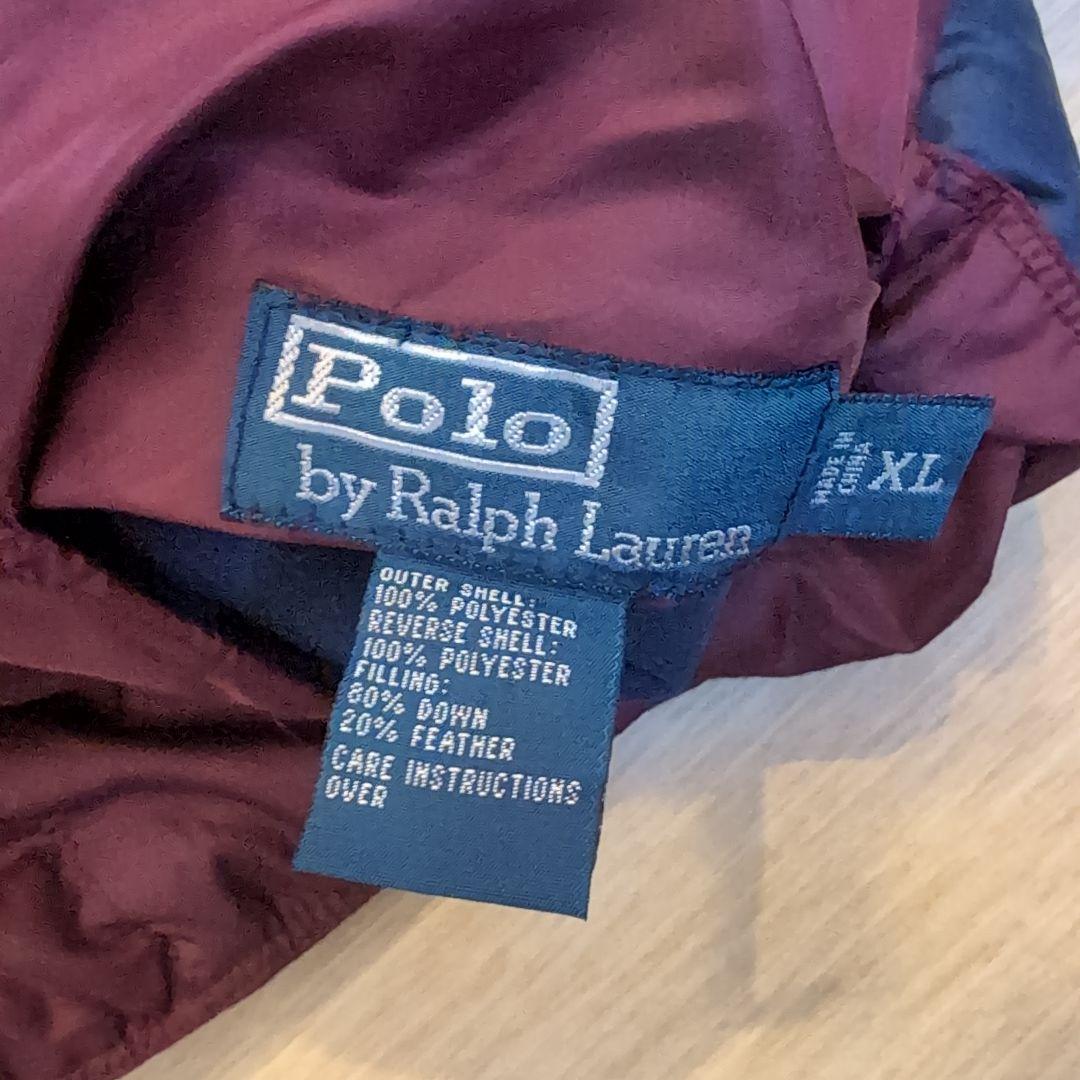 Polo
by Ralph Lauren
MADE IN
CHINA
XL
OUTER SHELL:
100% POLYESTER
REVERSE SHELL:
100% POLYESTER
FILLING:
80% DOWN
20% FEATHER
CARE INSTRUCTIONS
OVER